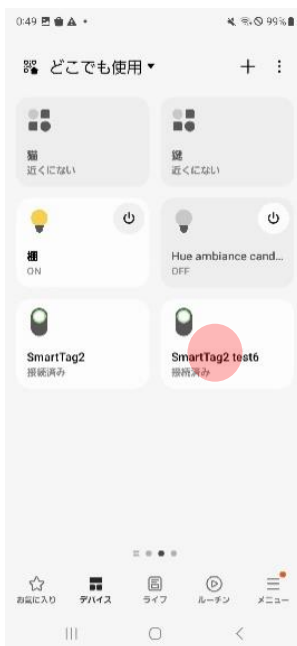 0:49 99%
どこでも使用
猫
近くにない
鍵
近くにない
棚
ON
Hue ambiance cand...
OFF
SmartTag2
接続済み
SmartTag2 test6
接続済み
お気に入り デバイス ライフ ルーチン メニュー